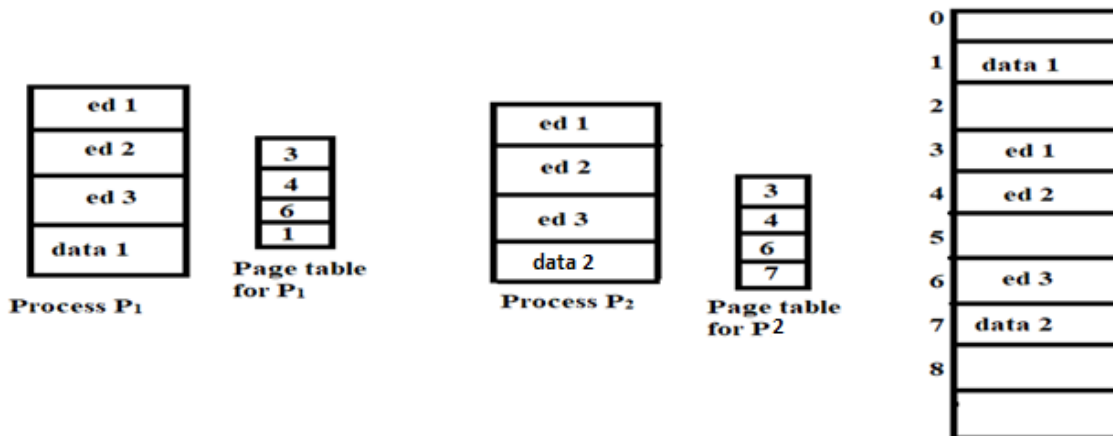 ed 1
ed 2
ed 3
data 1
Process P₁
3
4
6
1
Page table
for P₁
ed 1
ed 2
ed 3
data 2
Process P₂
3
4
6
7
Page table
for P2
0
1 data 1
2
3 ed 1
4 ed 2
5
6 ed 3
7 data 2
8